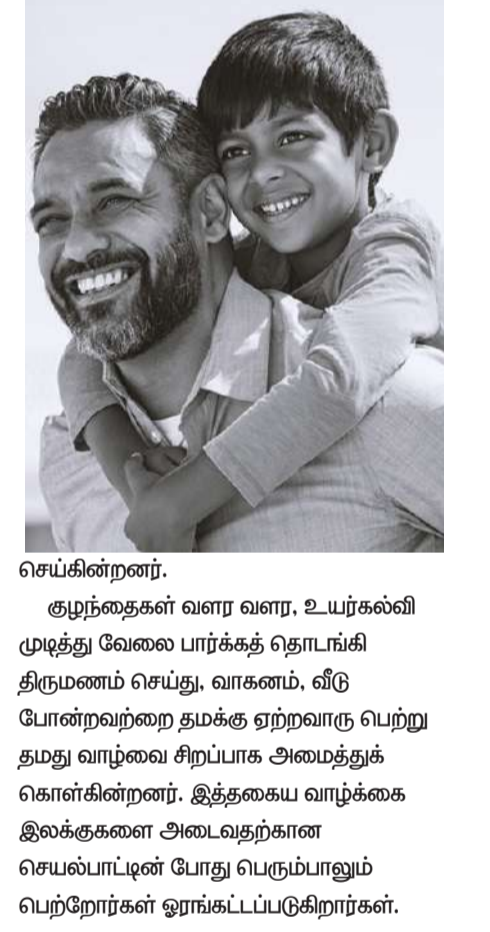 செய்கின்றனர்.
குழந்தைகள் வளர வளர, உயர்கல்வி
முடித்து வேலை பார்க்கத் தொடங்கி
திருமணம் செய்து, வாகனம், வீடு
போன்றவற்றை தமக்கு ஏற்றவாரு பெற்று
தமது வாழ்வை சிறப்பாக அமைத்துக்
கொள்கின்றனர். இத்தகைய வாழ்க்கை
இலக்குகளை அடைவதற்கான
செயல்பாட்டின் போது பெரும்பாலும்
பெற்றோர்கள் ஓரங்கட்டப்படுகிறார்கள்.